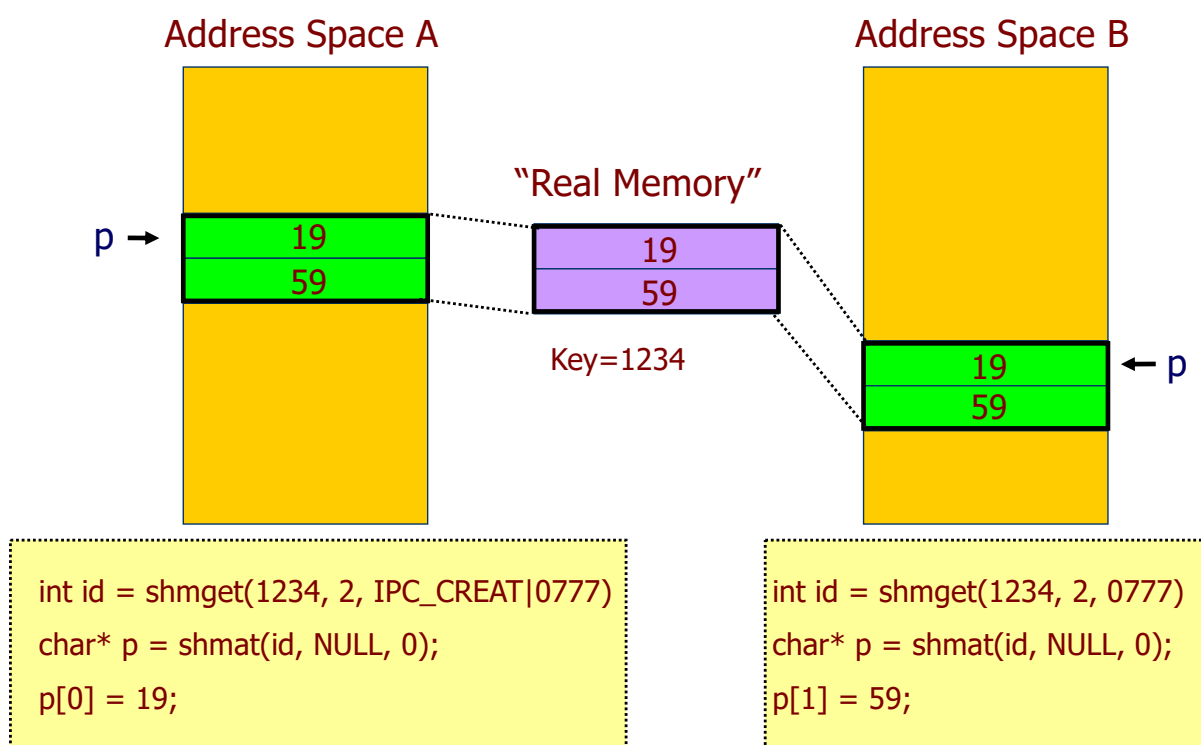 Address Space A
Address Space B
“Real Memory”
p
19
59
19
59
Key=1234
19
59
p
int id = shmget(1234, 2, IPC_CREAT|0777)
char* p = shmat(id, NULL, 0);
p[0] = 19;
int id = shmget(1234, 2, 0777)
char* p = shmat(id, NULL, 0);
p[1] = 59;